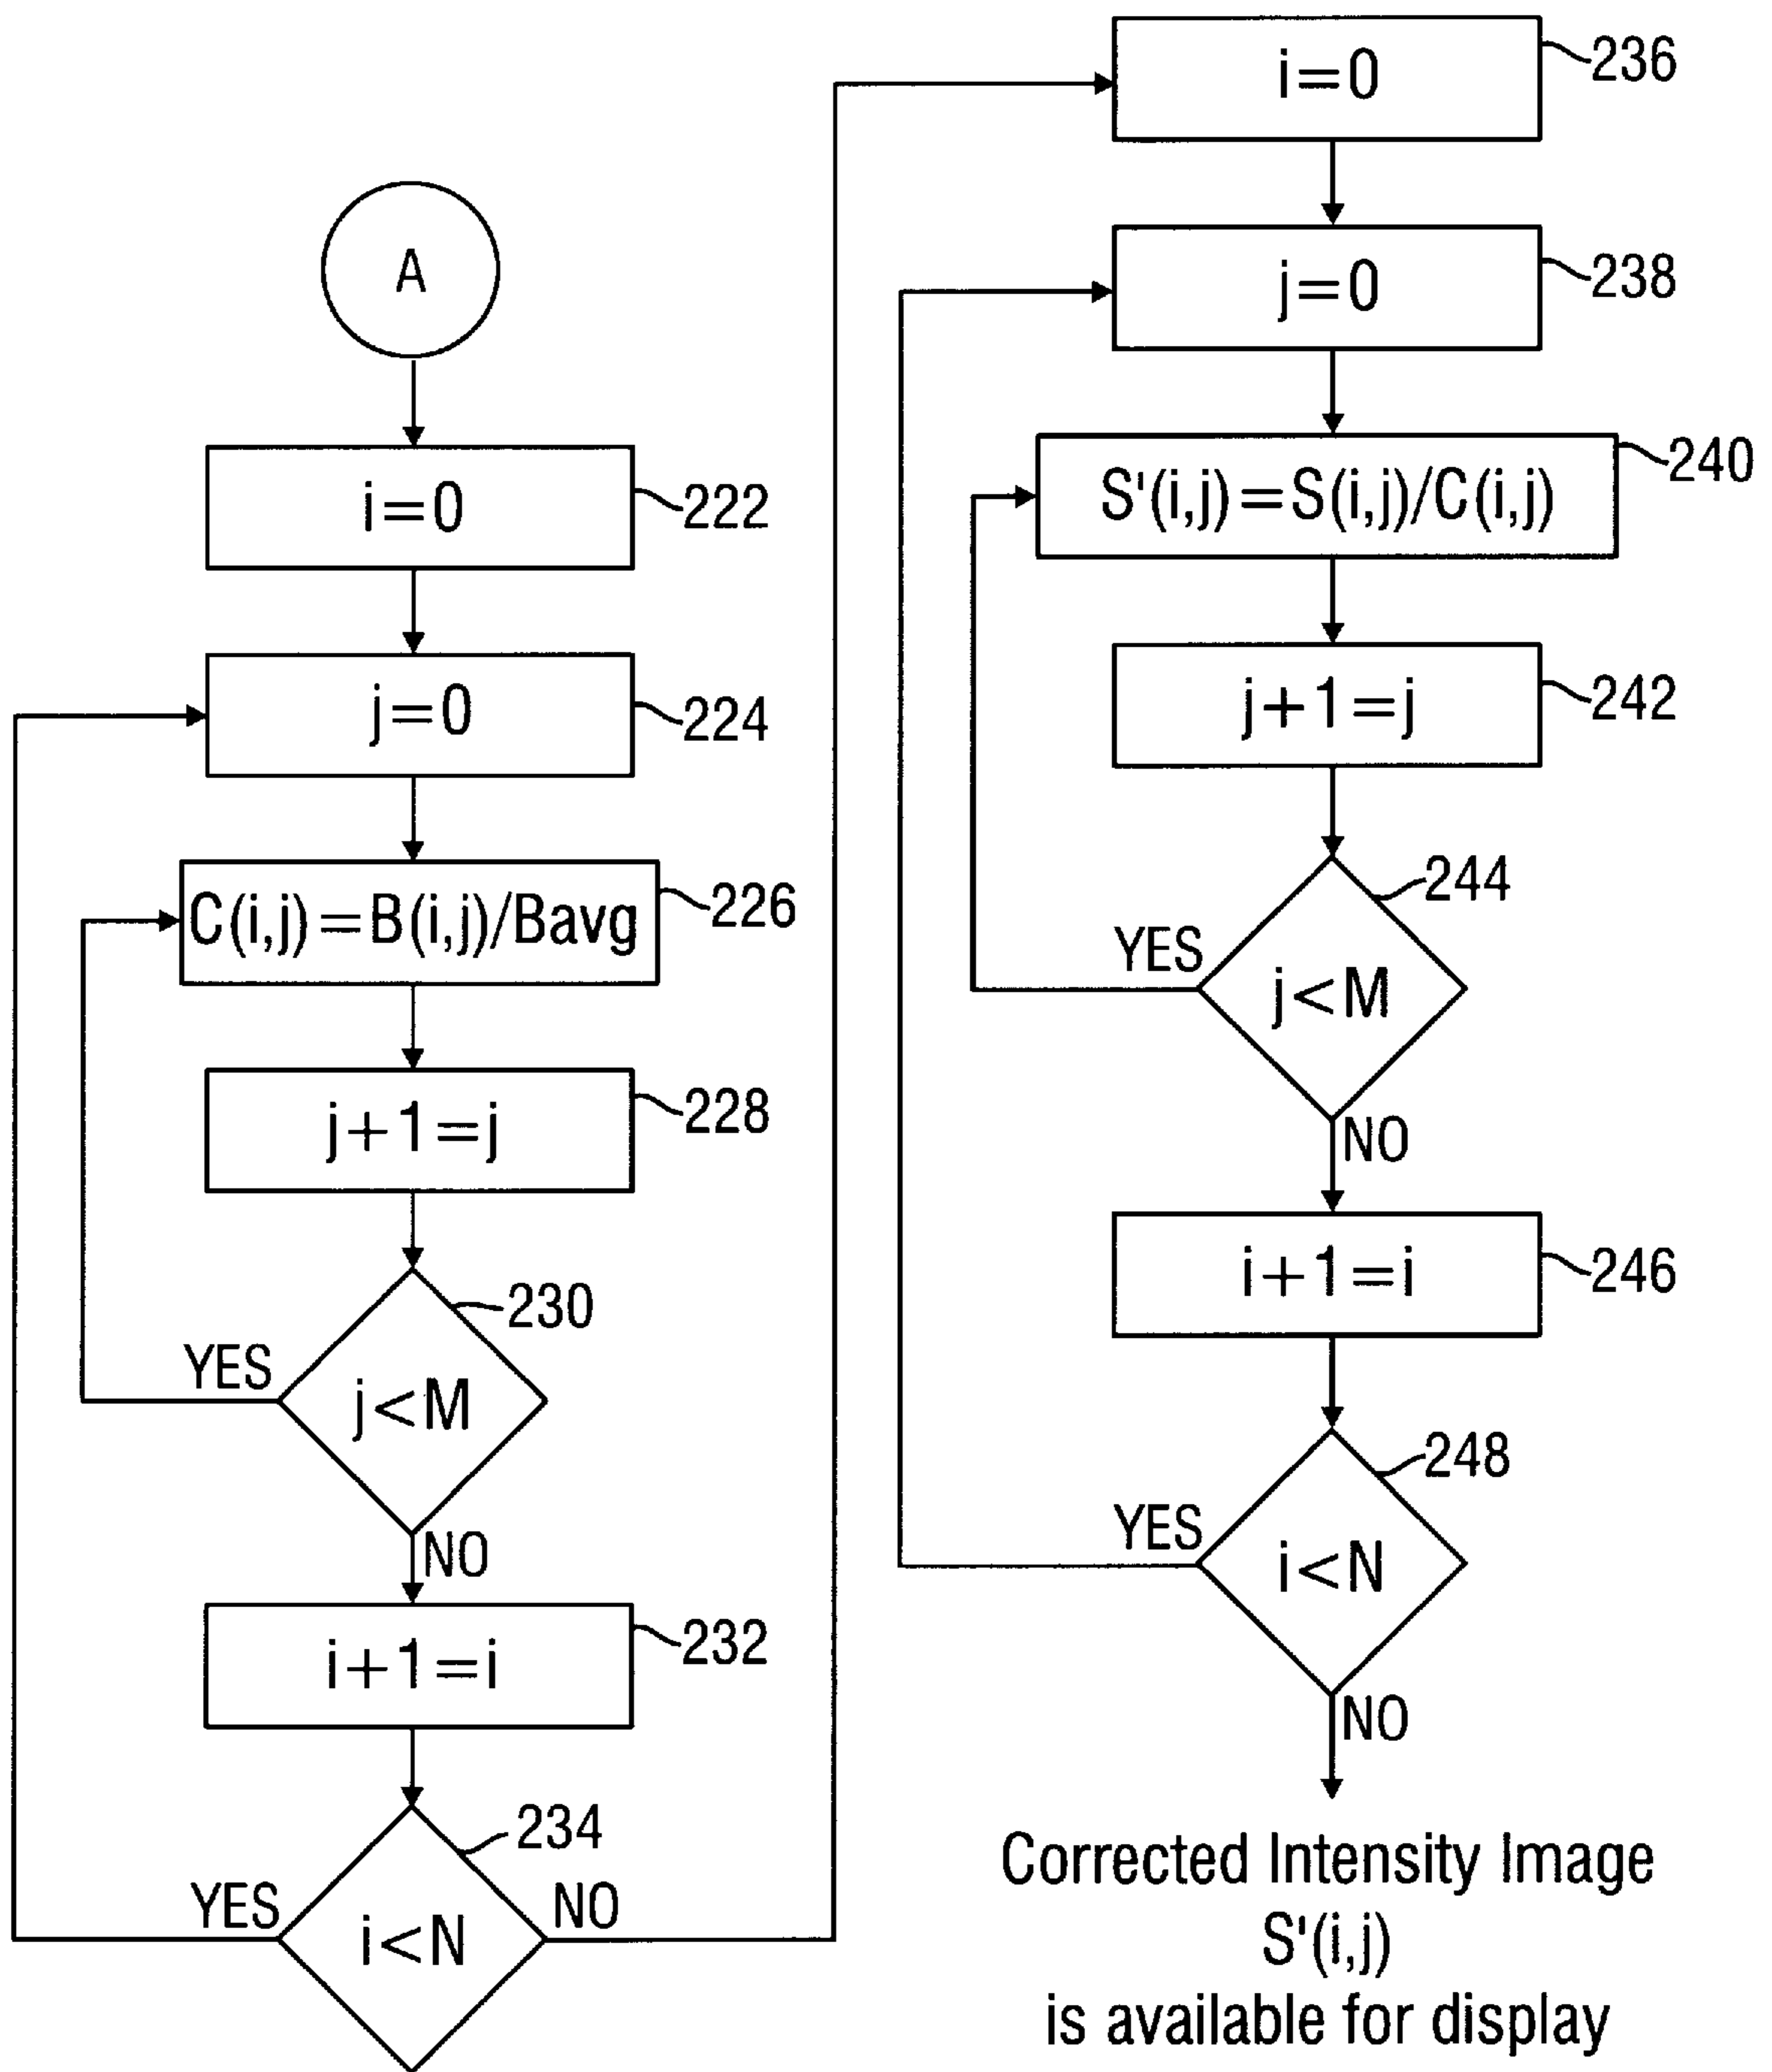 A
i=0
222
j=0
224
C(i,j)=B(i,j)/Bavg
226
j+1=j
228
230
YES
j<M
NO
i+1=i
232
234
YES
i<N
NO
i=0
236
j=0
238
S'(i,j)=S(i,j)/C(i,j)
240
j+1=j
242
244
YES
j<M
NO
i+1=i
246
248
YES
i<N
NO
Corrected Intensity Image
S'(i,j)
is available for display